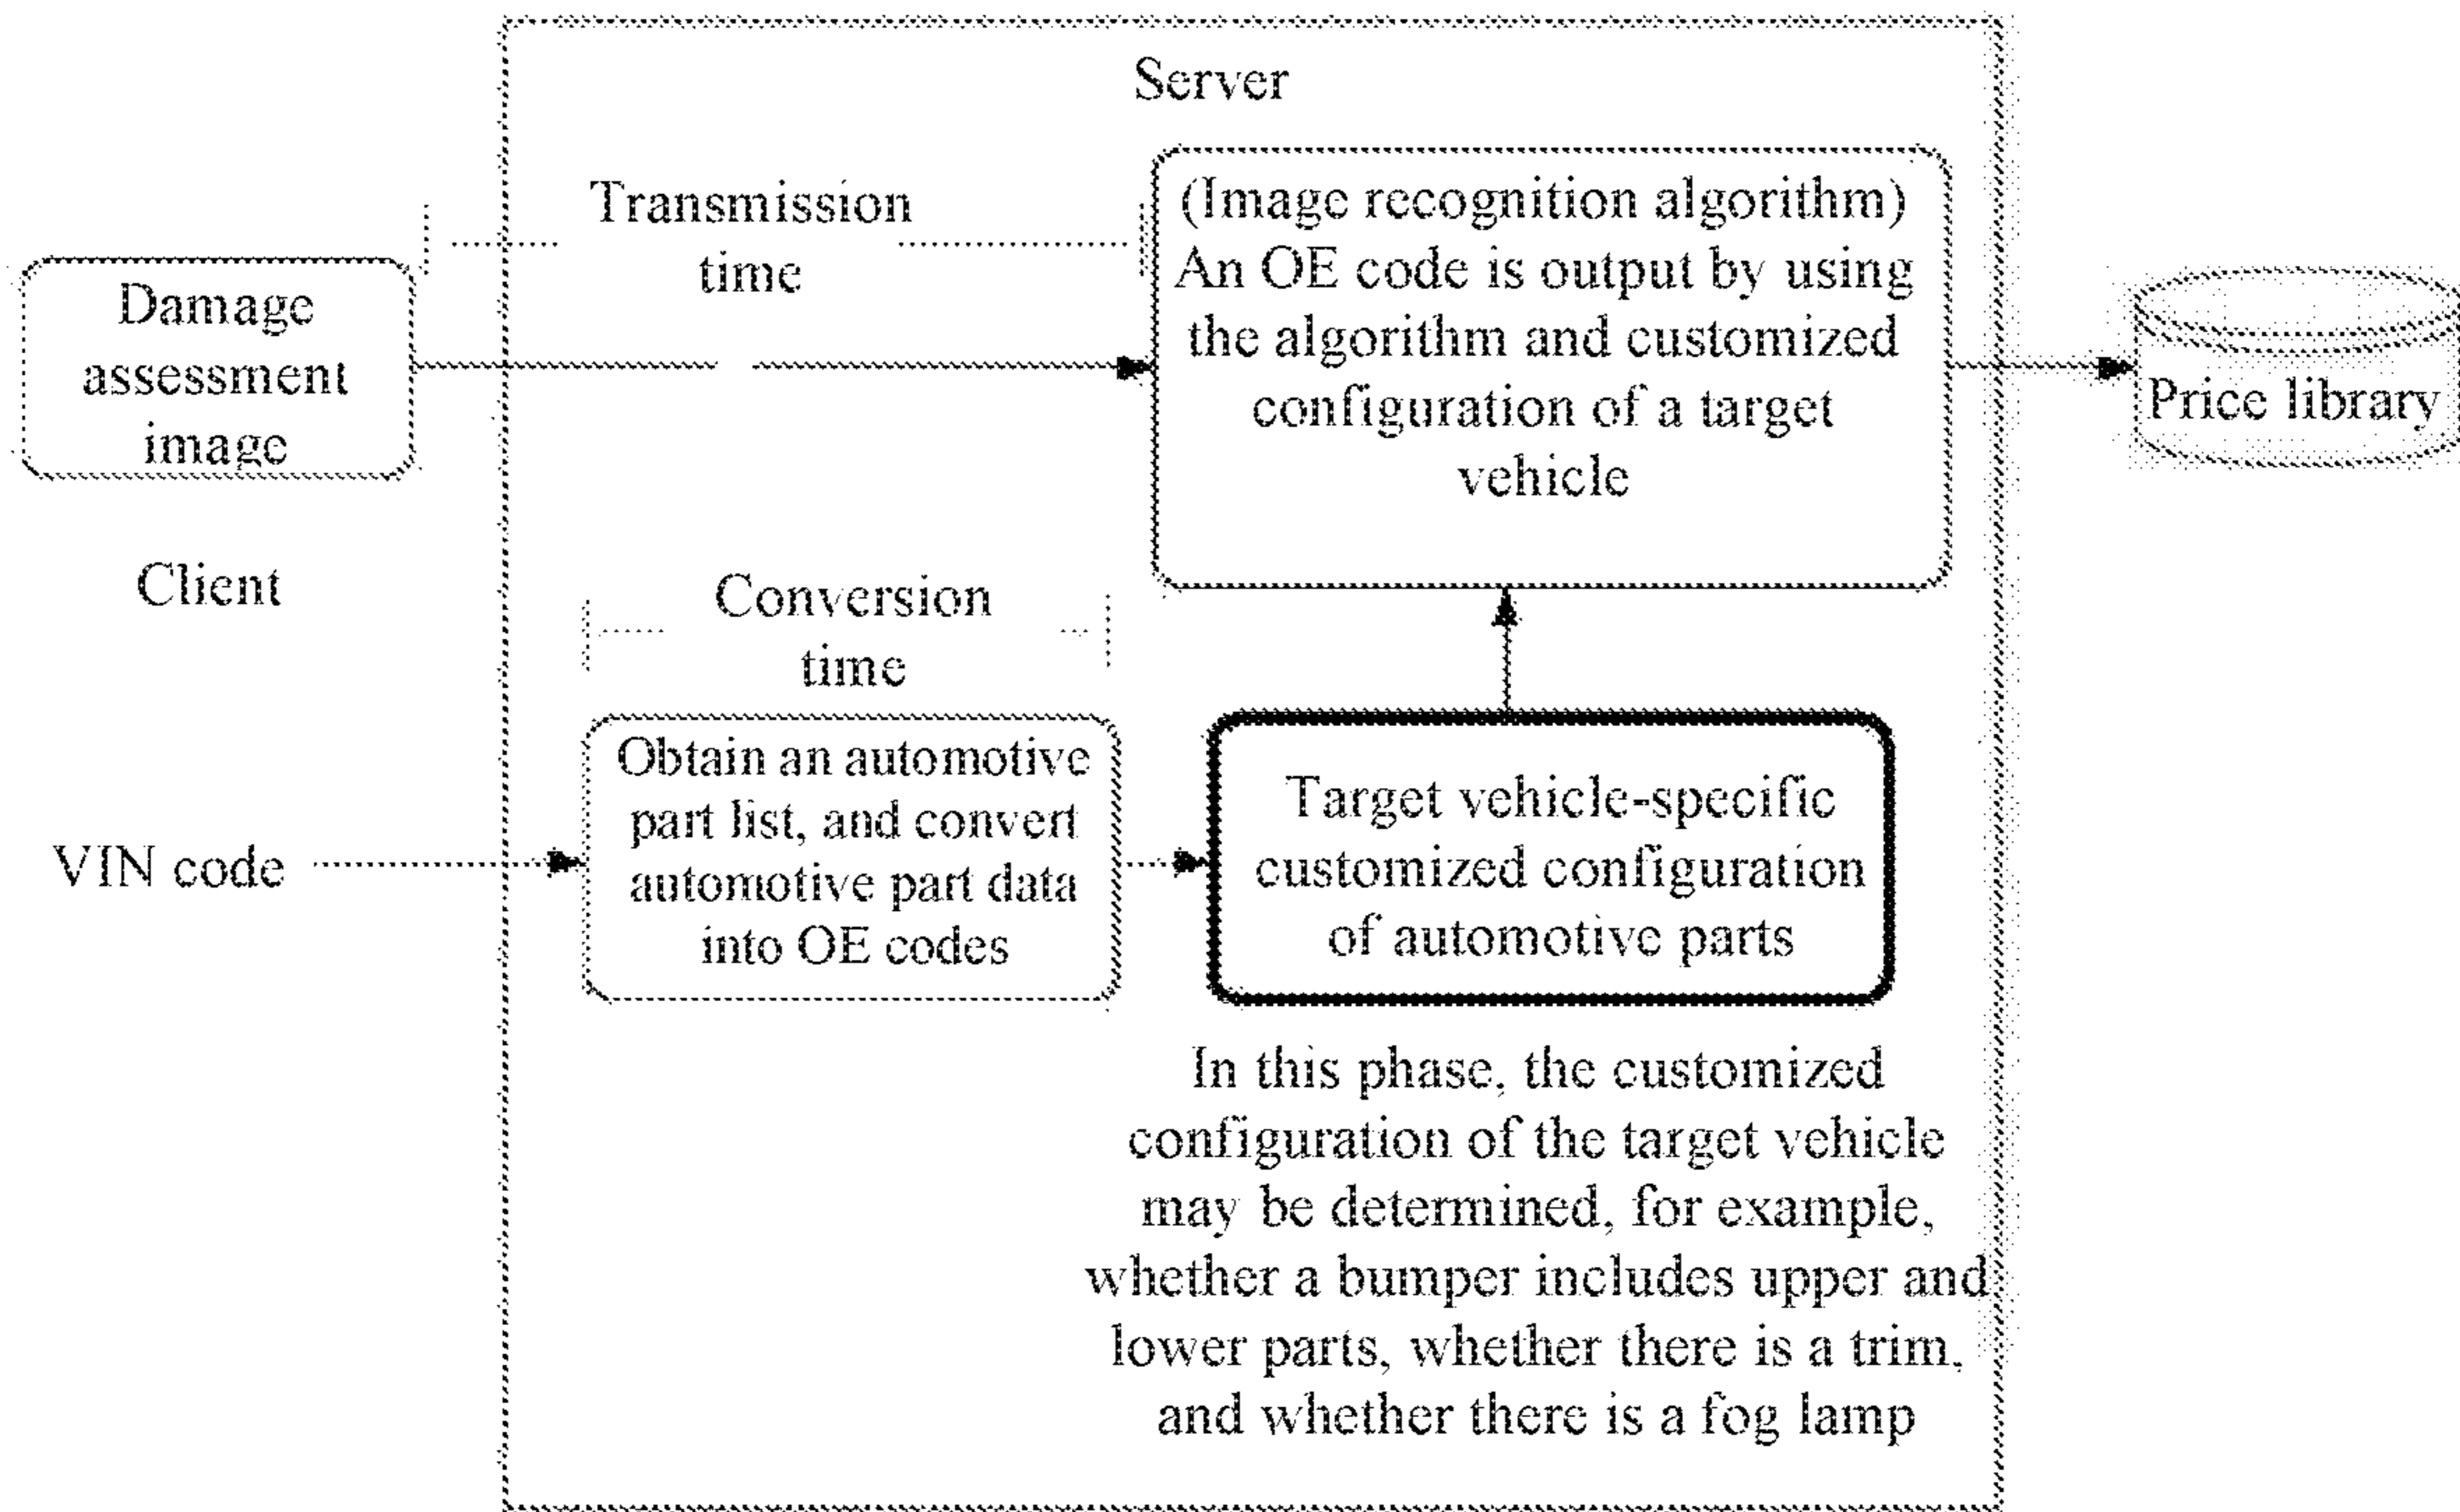 Server
Transmission
time
Damage
assessment
image
(Image recognition algorithm)
An OE code is output by using
the algorithm and customized
configuration of a target
vehicle
Price library
Client
Conversion
time
VIN code
Obtain an automotive
part list, and convert
automotive part data
into OE codes
Target vehicle-specific
customized configuration
of automotive parts
In this phase, the customized
configuration of the target vehicle
may be determined, for example,
whether a bumper includes upper and
lower parts, whether there is a trim,
and whether there is a fog lamp